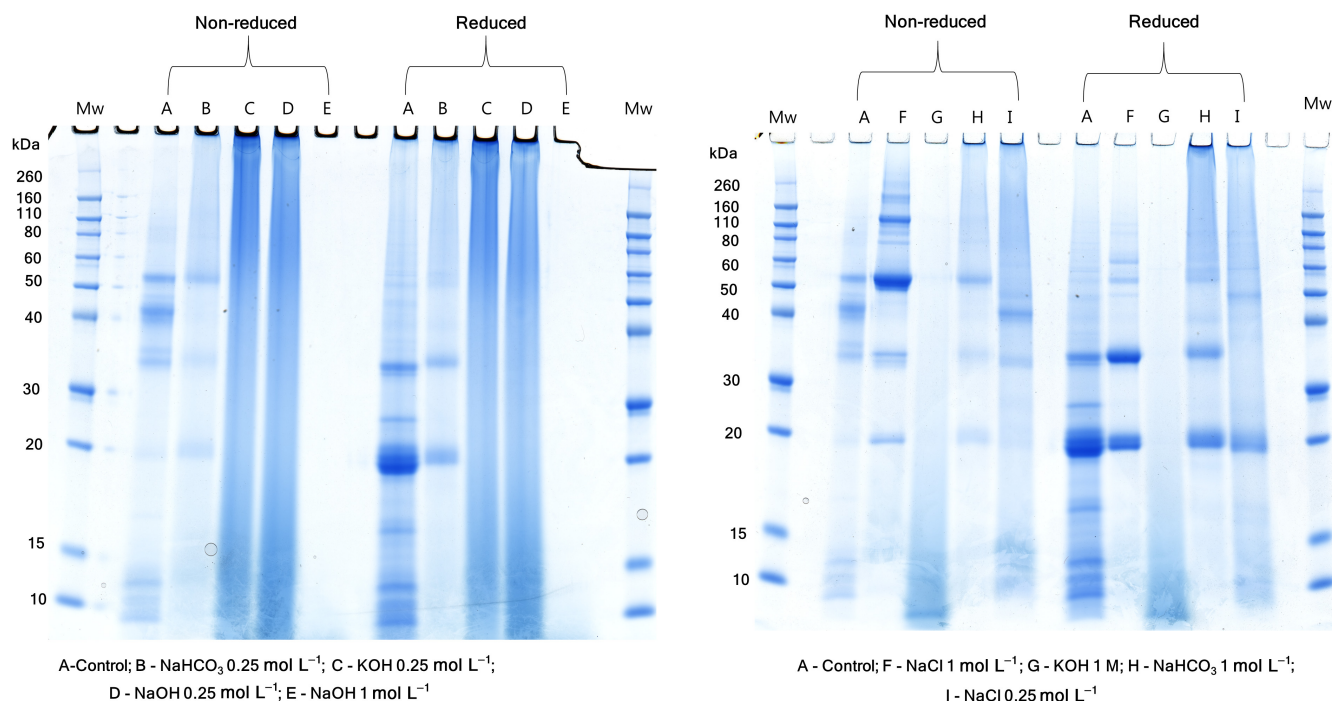 Non-reduced Reduced
Mw A B C D E A B C D E Mw
kDa
260
160
110
80
60
50
40
30
20
15
10
A-Control; B - NaHCO3 0.25 mol L−1; C - KOH 0.25 mol L−1;
D - NaOH 0.25 mol L−1; E - NaOH 1 mol L−1
Non-reduced Reduced
Mw A F G H I A F G H I Mw
kDa
260
160
110
80
60
50
40
30
20
15
10
A - Control; F - NaCl 1 mol L−1; G - KOH 1 M; H - NaHCO3 1 mol L−1;
I - NaCl 0.25 mol L−1